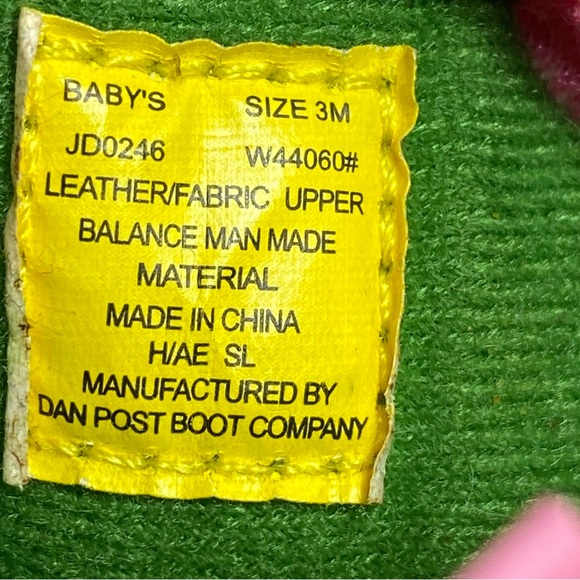 BABY'S SIZE 3M
JD0246 W44060#
LEATHER/FABRIC UPPER
BALANCE MAN MADE
MATERIAL
MADE IN CHINA
H/AE SL
MANUFACTURED BY
DAN POST BOOT COMPANY